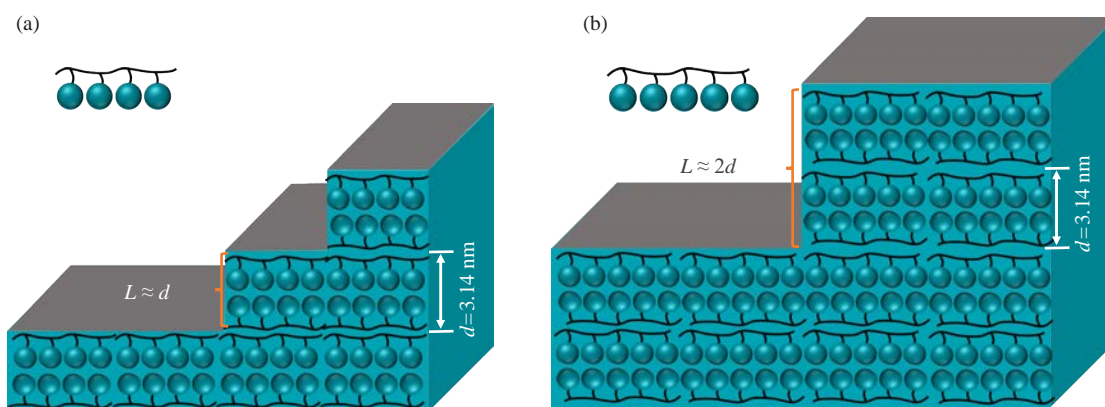 (a)
L ≈ d
d = 3.14 nm
(b)
L ≈ 2d
d = 3.14 nm